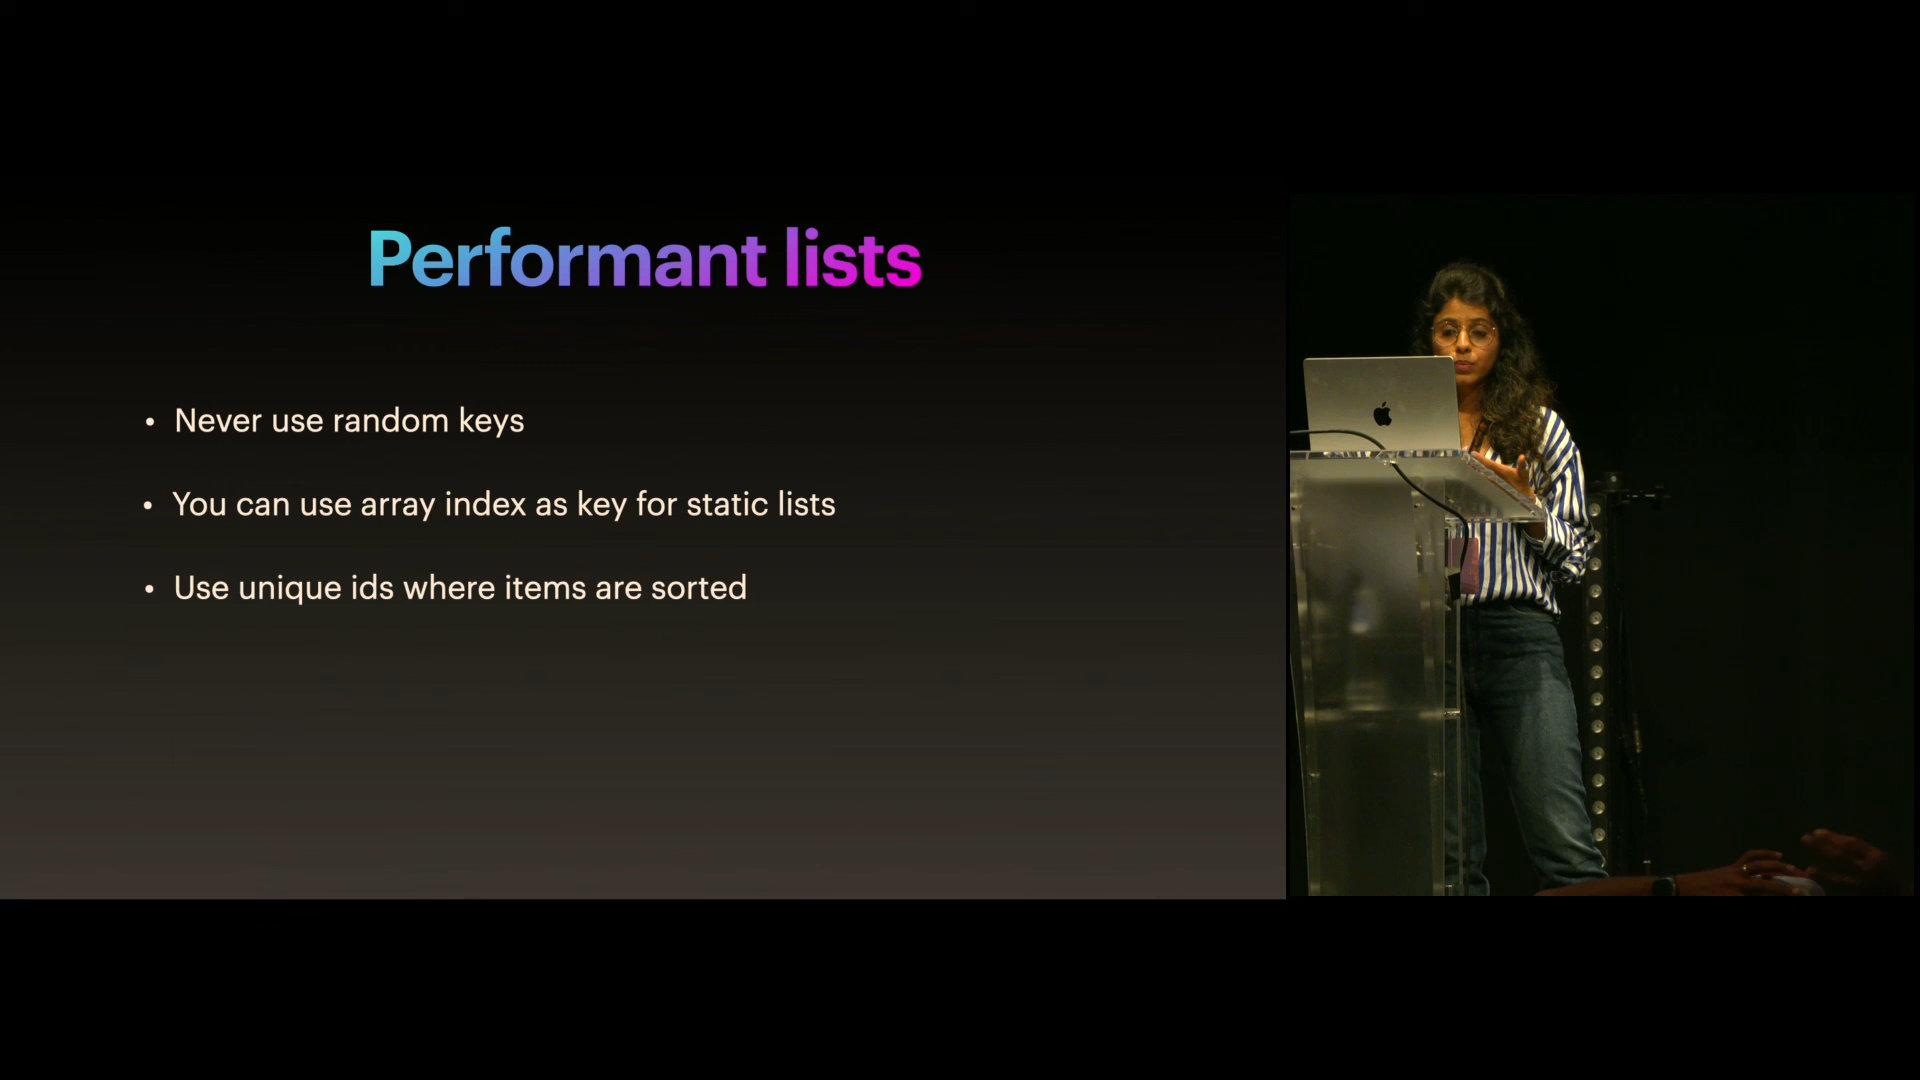 Performant lists
• Never use random keys
• You can use array index as key for static lists
• Use unique ids where items are sorted